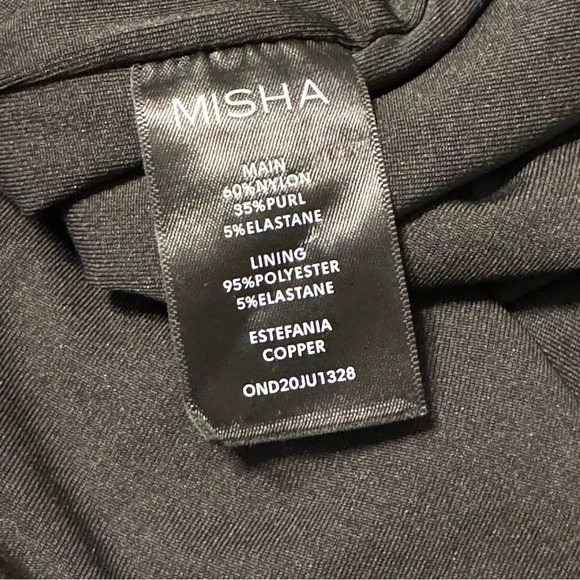 MISHA
MAIN
60%NYLON
35%PURL
5%ELASTANE
LINING
95%POLYESTER
5%ELASTANE
ESTEFANIA
COPPER
OND20JU1328